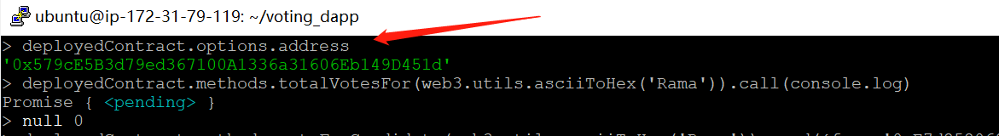 ubuntu@ip-172-31-79-119: ~/voting_dapp
> deployedContract.options.address
'0x579cE5B3d79ed367100A1336a31606Eb149D451d'
> deployedContract.methods.totalVotesFor(web3.utils.asciiToHex('Rama')).call(console.log)
Promise { <pending> }
> null 0